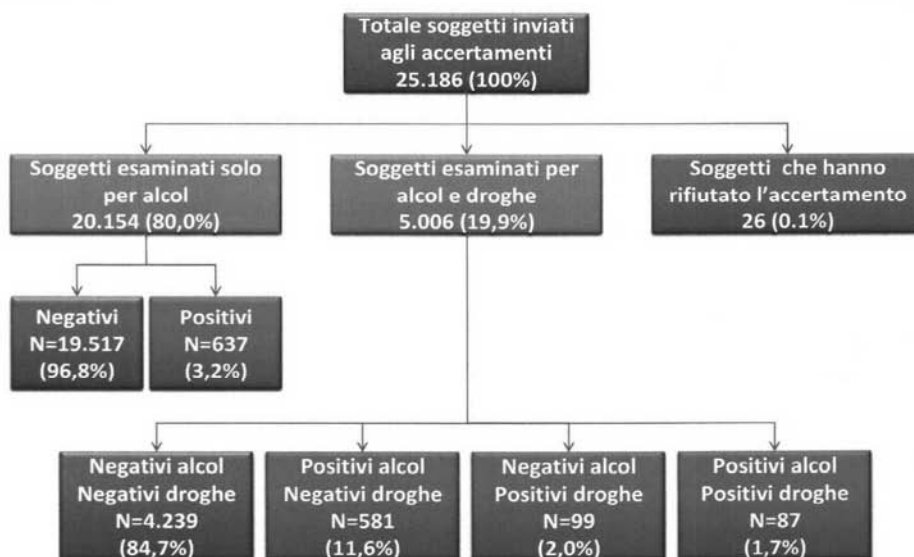 Totale soggetti inviati
agli accertamenti
25.186 (100%)
Soggetti esaminati solo
per alcol
20.154 (80,0%)
Soggetti esaminati per
alcol e droghe
5.006 (19,9%)
Soggetti che hanno
rifiutato l'accertamento
26 (0.1%)
Negativi
N=19.517
(96,8%)
Positivi
N=637
(3,2%)
Negativi alcol
Negativi droghe
N=4.239
(84,7%)
Positivi alcol
Negativi droghe
N=581
(11,6%)
Negativi alcol
Positivi droghe
N=99
(2,0%)
Positivi alcol
Positivi droghe
N=87
(1,7%)